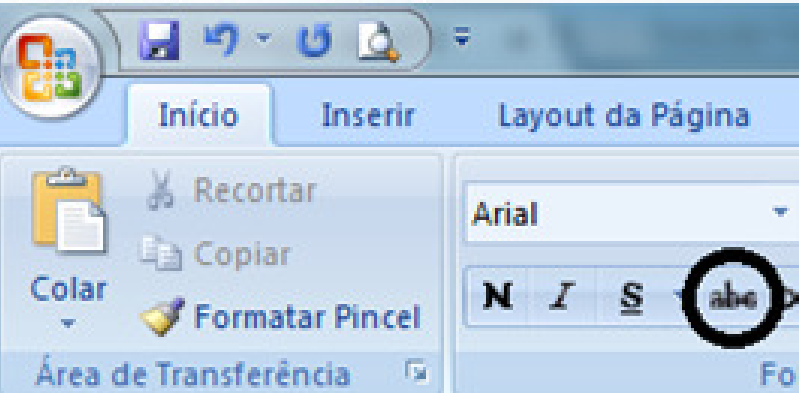 Início Inserir Layout da Página
Recortar
Arial
Copiar
Colar
N I S abc
Formatar Pincel
Área de Transferência Fo